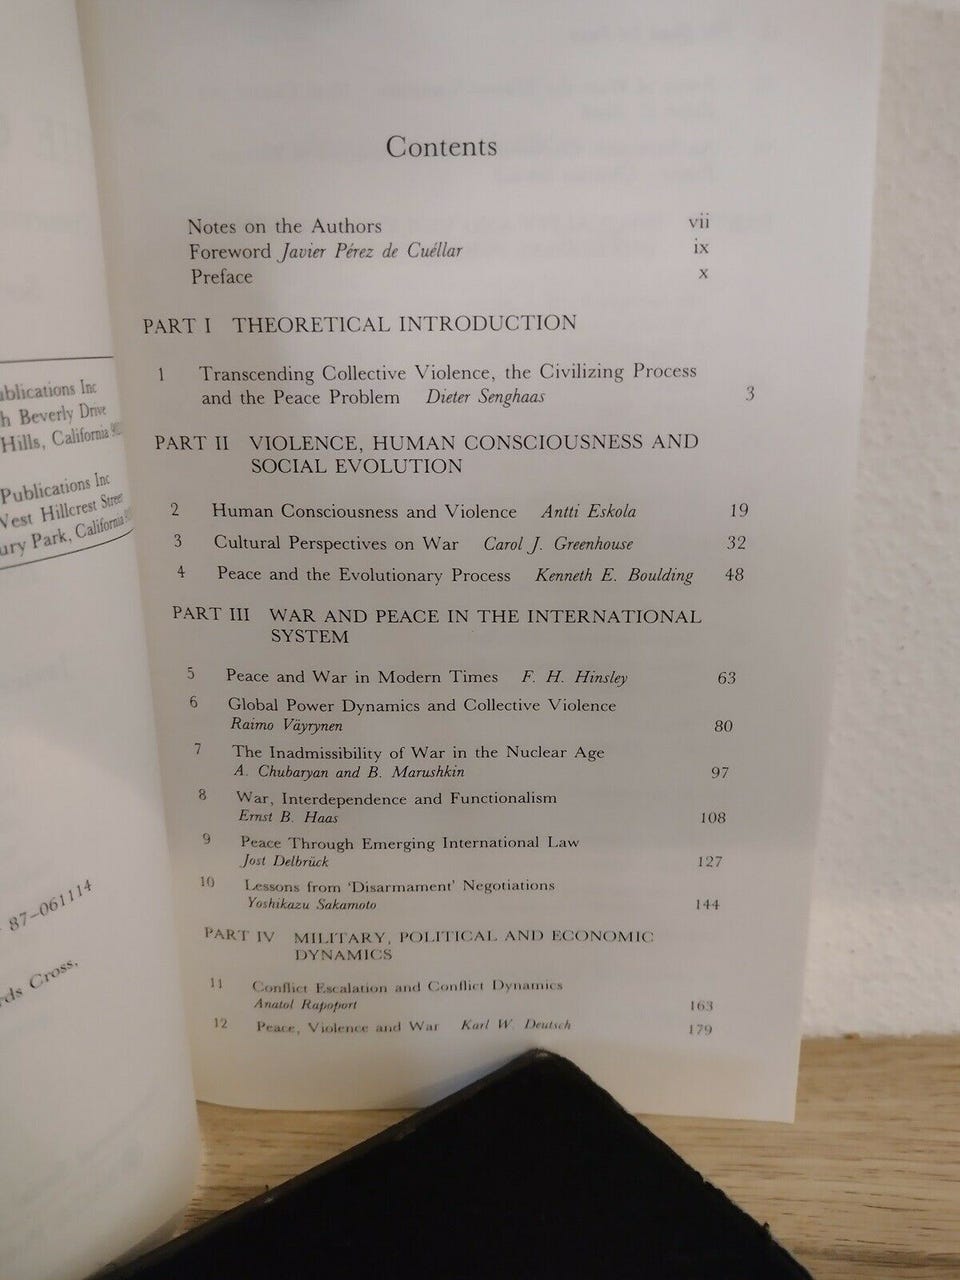 ublications Inc
h Beverly Drive
Hills, California
Publications Inc
West Hillcrest Street
ury Park, California
87–061114
rds Cross,
Contents
Notes on the Authors vii
Foreword Javier Pérez de Cuéllar ix
Preface x
PART I THEORETICAL INTRODUCTION
1 Transcending Collective Violence, the Civilizing Process
and the Peace Problem Dieter Senghaas 3
PART II VIOLENCE, HUMAN CONSCIOUSNESS AND
SOCIAL EVOLUTION
2 Human Consciousness and Violence Antti Eskola 19
3 Cultural Perspectives on War Carol J. Greenhouse 32
4 Peace and the Evolutionary Process Kenneth E. Boulding 48
PART III WAR AND PEACE IN THE INTERNATIONAL
SYSTEM
5 Peace and War in Modern Times F. H. Hinsley 63
6 Global Power Dynamics and Collective Violence
Raimo Väyrynen 80
7 The Inadmissibility of War in the Nuclear Age
A. Chubaryan and B. Marushkin 97
8 War, Interdependence and Functionalism
Ernst B. Haas 108
9 Peace Through Emerging International Law
Jost Delbrück 127
10 Lessons from ‘Disarmament’ Negotiations
Yoshikazu Sakamoto 144
PART IV MILITARY, POLITICAL AND ECONOMIC
DYNAMICS
11 Conflict Escalation and Conflict Dynamics
Anatol Rapoport 163
12 Peace, Violence and War Karl W. Deutsch 179